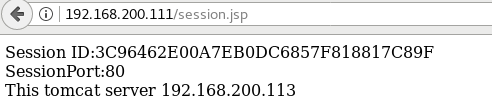 192.168.200.111/session.jsp
Session ID:3C96462E00A7EB0DC6857F818817C89F
SessionPort:80
This tomcat server 192.168.200.113